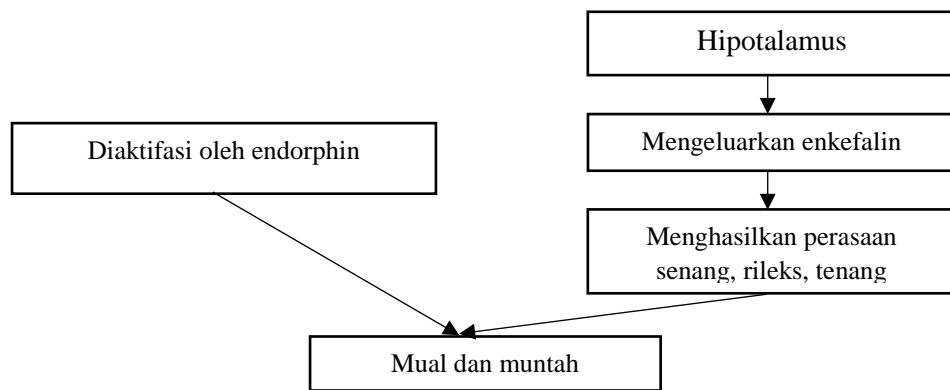 Hipotalamus
Diaktifasi oleh endorphin
Mengeluarkan enkefalin
Menghasilkan perasaan
senang, rileks, tenang
Mual dan muntah